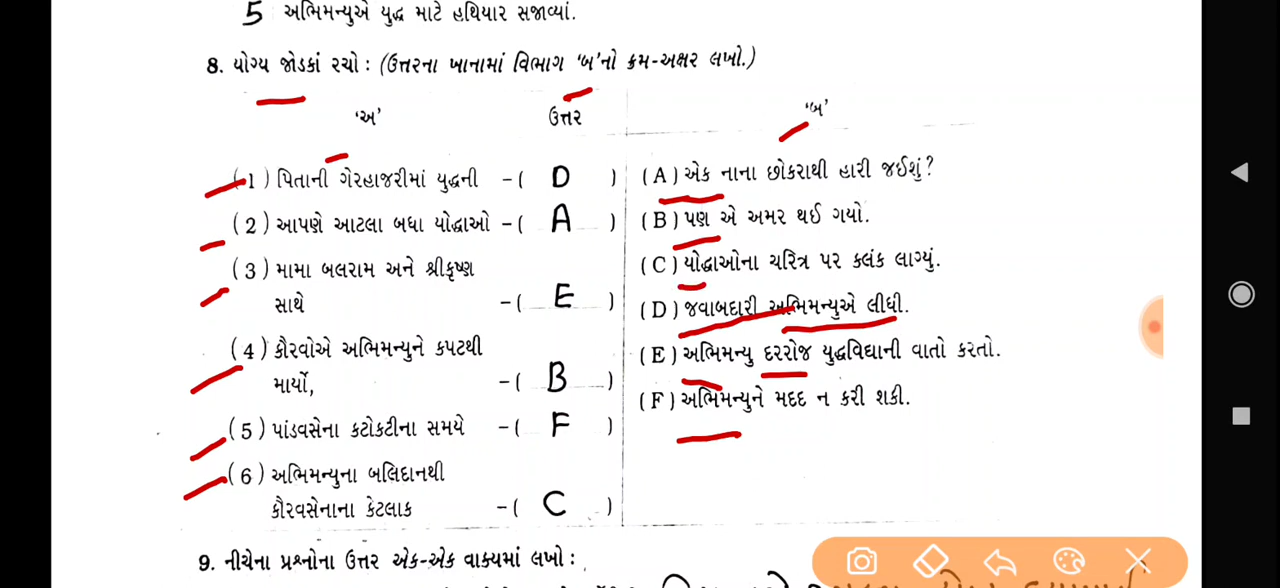 5 અભિમન્યુએ યુદ્ધ માટે હથિયાર સજાવ્યાં.
8. યોગ્ય જોડકાં રચો : (ઉત્તરના ખાનામાં વિભાગ 'બ'નો ક્રમ-અક્ષર લખો.)
'અ' ઉત્તર 'બ'
(1) પિતાની ગેરહાજરીમાં યુદ્ધની -( D ) (A) એક નાના છોકરાથી હારી જઈશું?
(2) આપણે આટલા બધા યોદ્ધાઓ -( A ) (B) પણ એ અમર થઈ ગયો.
(3) મામા બલરામ અને શ્રીકૃષ્ણ (C) યોદ્ધાઓના ચરિત્ર પર કલંક લાગ્યું.
સાથે -( E ) (D) જવાબદારી અભિમન્યુએ લીધી.
(4) કૌરવોએ અભિમન્યુને કપટથી (E) અભિમન્યુ દરરોજ યુદ્ધવિદ્યાની વાતો કરતો.
માર્યો, -( B ) (F) અભિમન્યુને મદદ ન કરી શકી.
(5) પાંડવસેના કટોકટીના સમયે -( F )
(6) અભિમન્યુના બલિદાનથી
કૌરવસેનાના કેટલાક -( C )
9. નીચેના પ્રશ્નોના ઉત્તર એક-એક વાક્યમાં લખો :